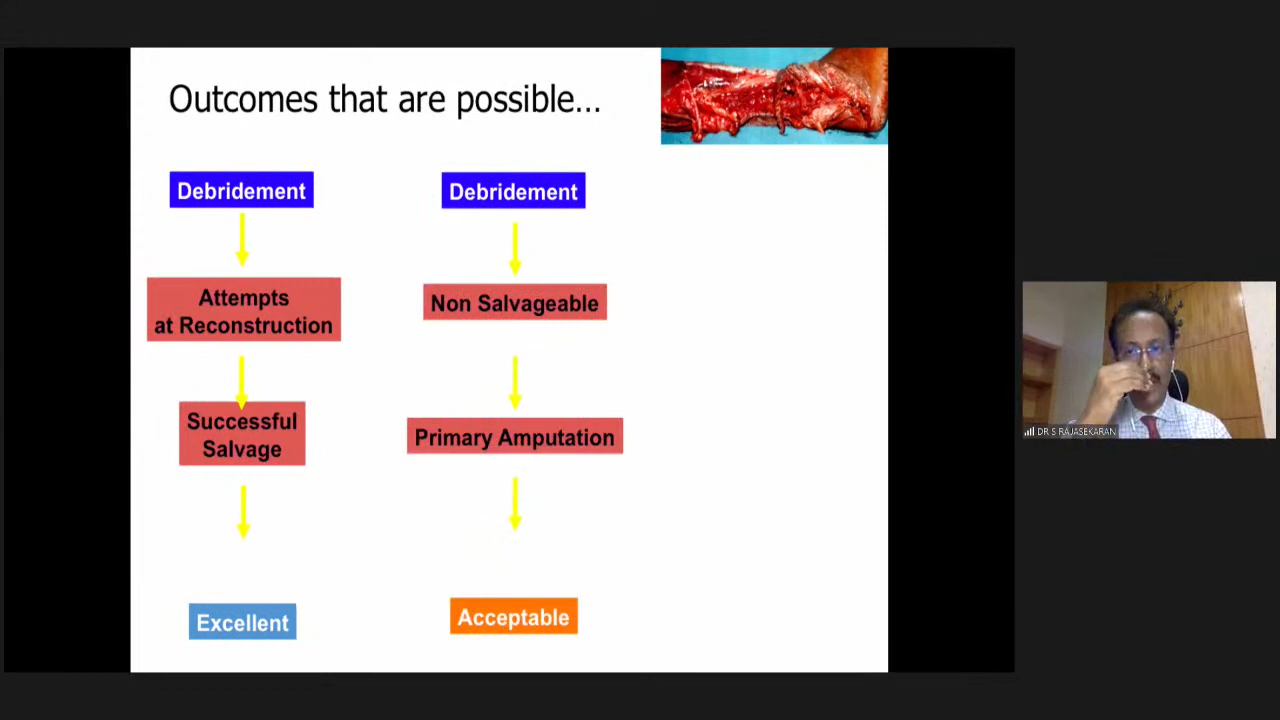 Outcomes that are possible...
Debridement
Attempts
at Reconstruction
Successful
Salvage
Excellent
Debridement
Non Salvageable
Primary Amputation
Acceptable
DR S RAJASEKARAN